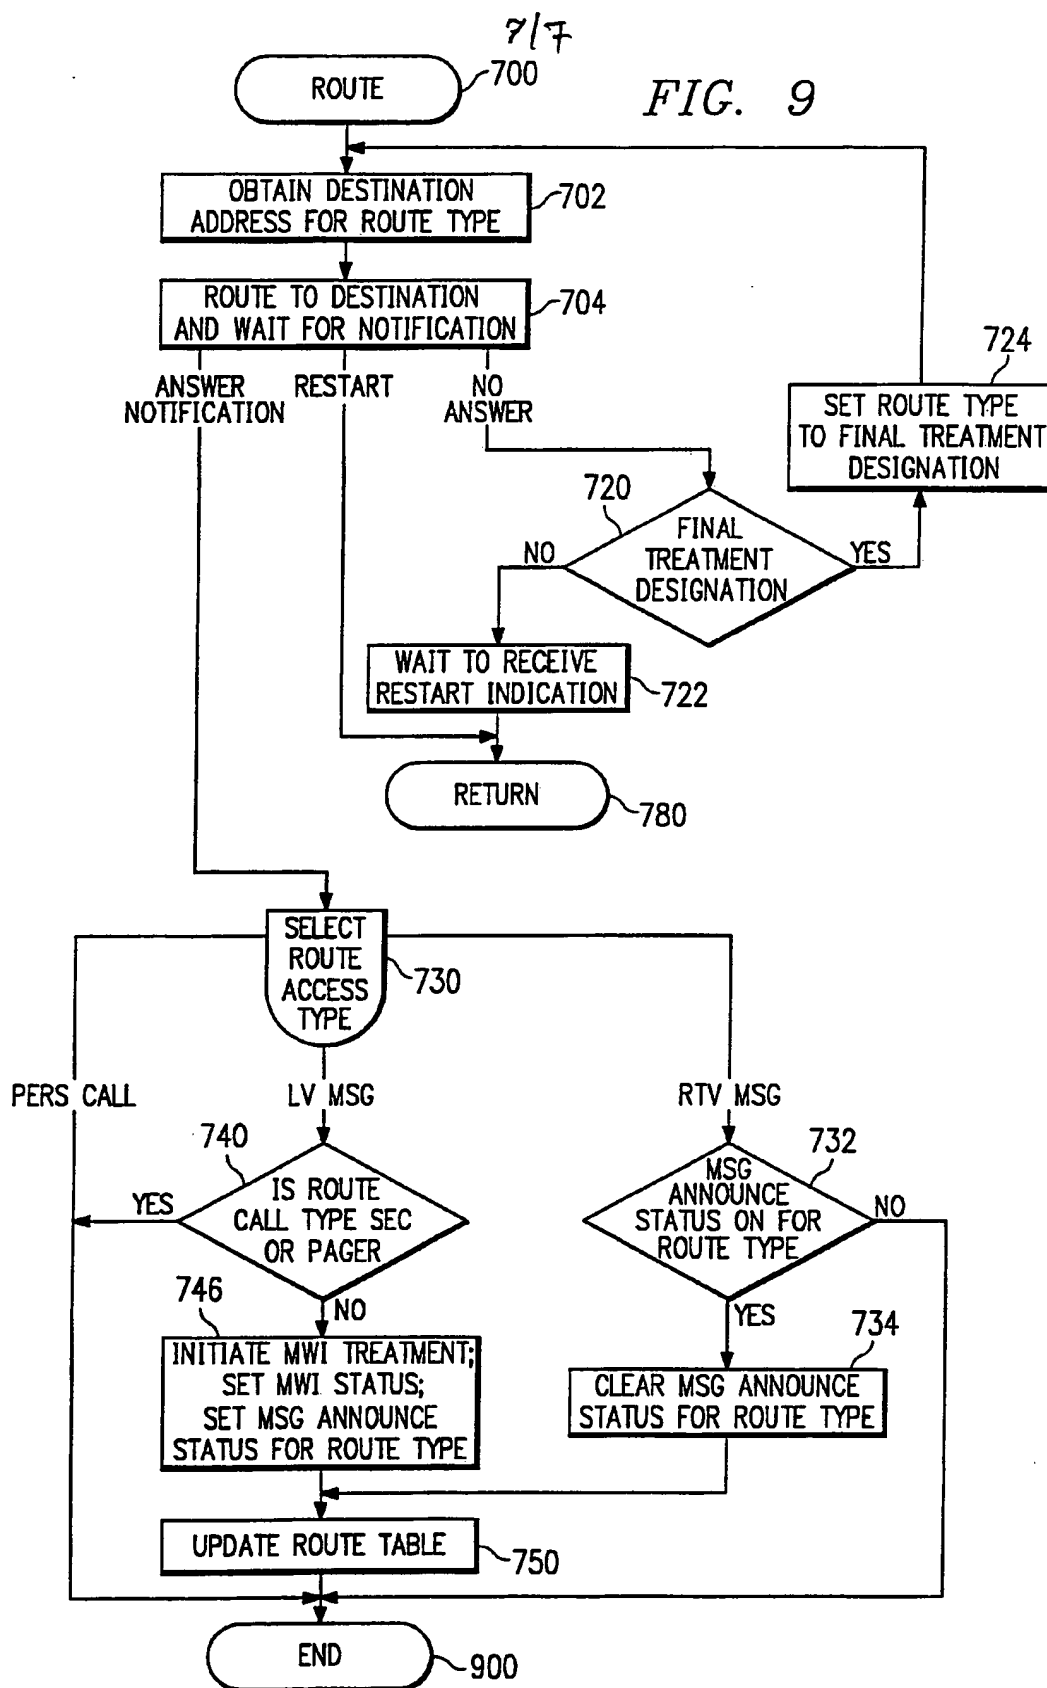 7/7
ROUTE
700
FIG. 9
OBTAIN DESTINATION
ADDRESS FOR ROUTE TYPE
702
ROUTE TO DESTINATION
AND WAIT FOR NOTIFICATION
704
ANSWER
NOTIFICATION
RESTART
NO
ANSWER
724
SET ROUTE TYPE
TO FINAL TREATMENT
DESIGNATION
720
FINAL
TREATMENT
DESIGNATION
NO
YES
WAIT TO RECEIVE
RESTART INDICATION
722
RETURN
780
SELECT
ROUTE
ACCESS
TYPE
730
PERS CALL
LV MSG
RTV MSG
740
IS ROUTE
CALL TYPE SEC
OR PAGER
YES
NO
732
MSG
ANNOUNCE
STATUS ON FOR
ROUTE TYPE
NO
YES
746
INITIATE MWI TREATMENT;
SET MWI STATUS;
SET MSG ANNOUNCE
STATUS FOR ROUTE TYPE
734
CLEAR MSG ANNOUNCE
STATUS FOR ROUTE TYPE
UPDATE ROUTE TABLE
750
END
900